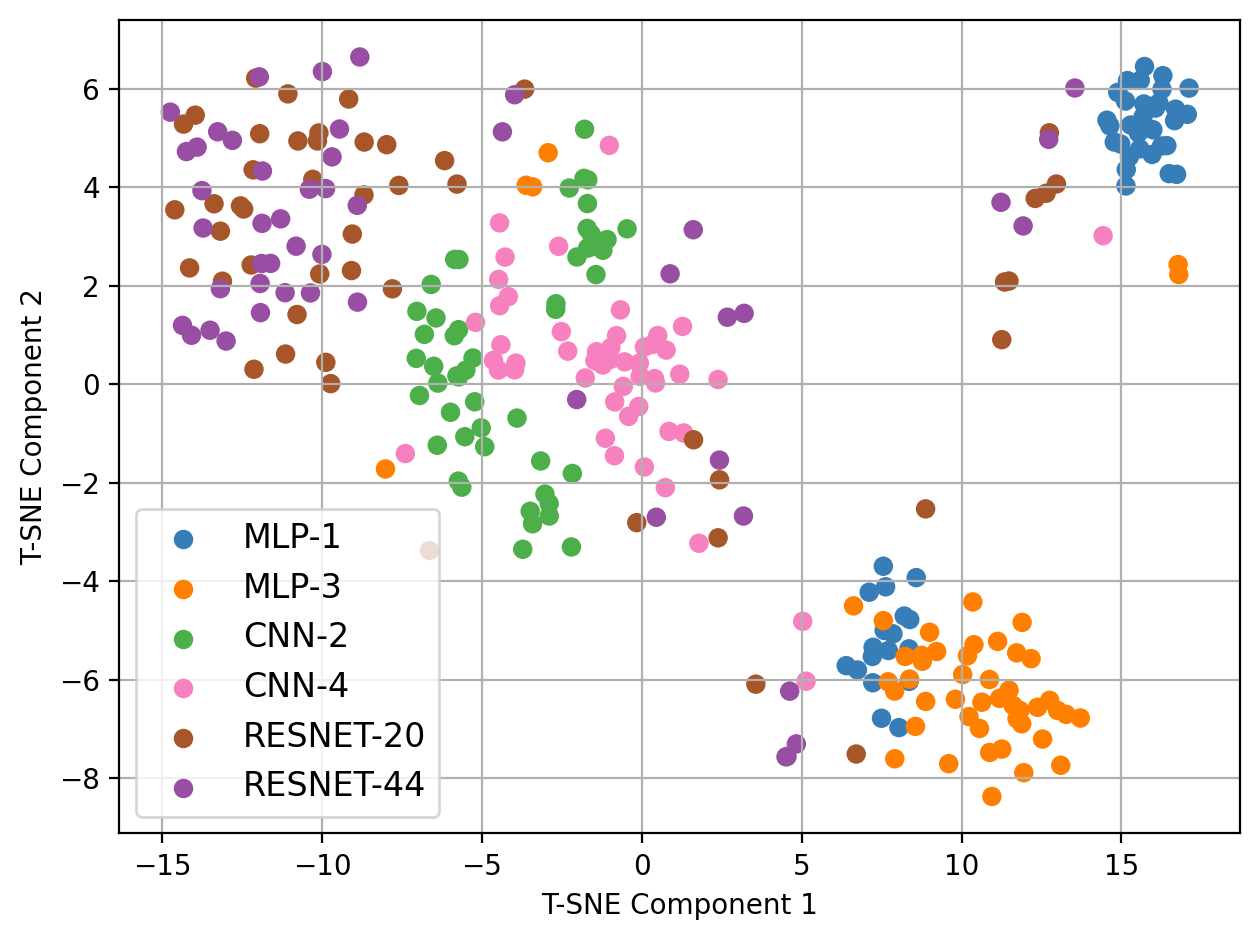 6
4
2
0
−2
−4
−6
−8
T-SNE Component 2
MLP-1
MLP-3
CNN-2
CNN-4
RESNET-20
RESNET-44
−15 −10 −5 0 5 10 15
T-SNE Component 1